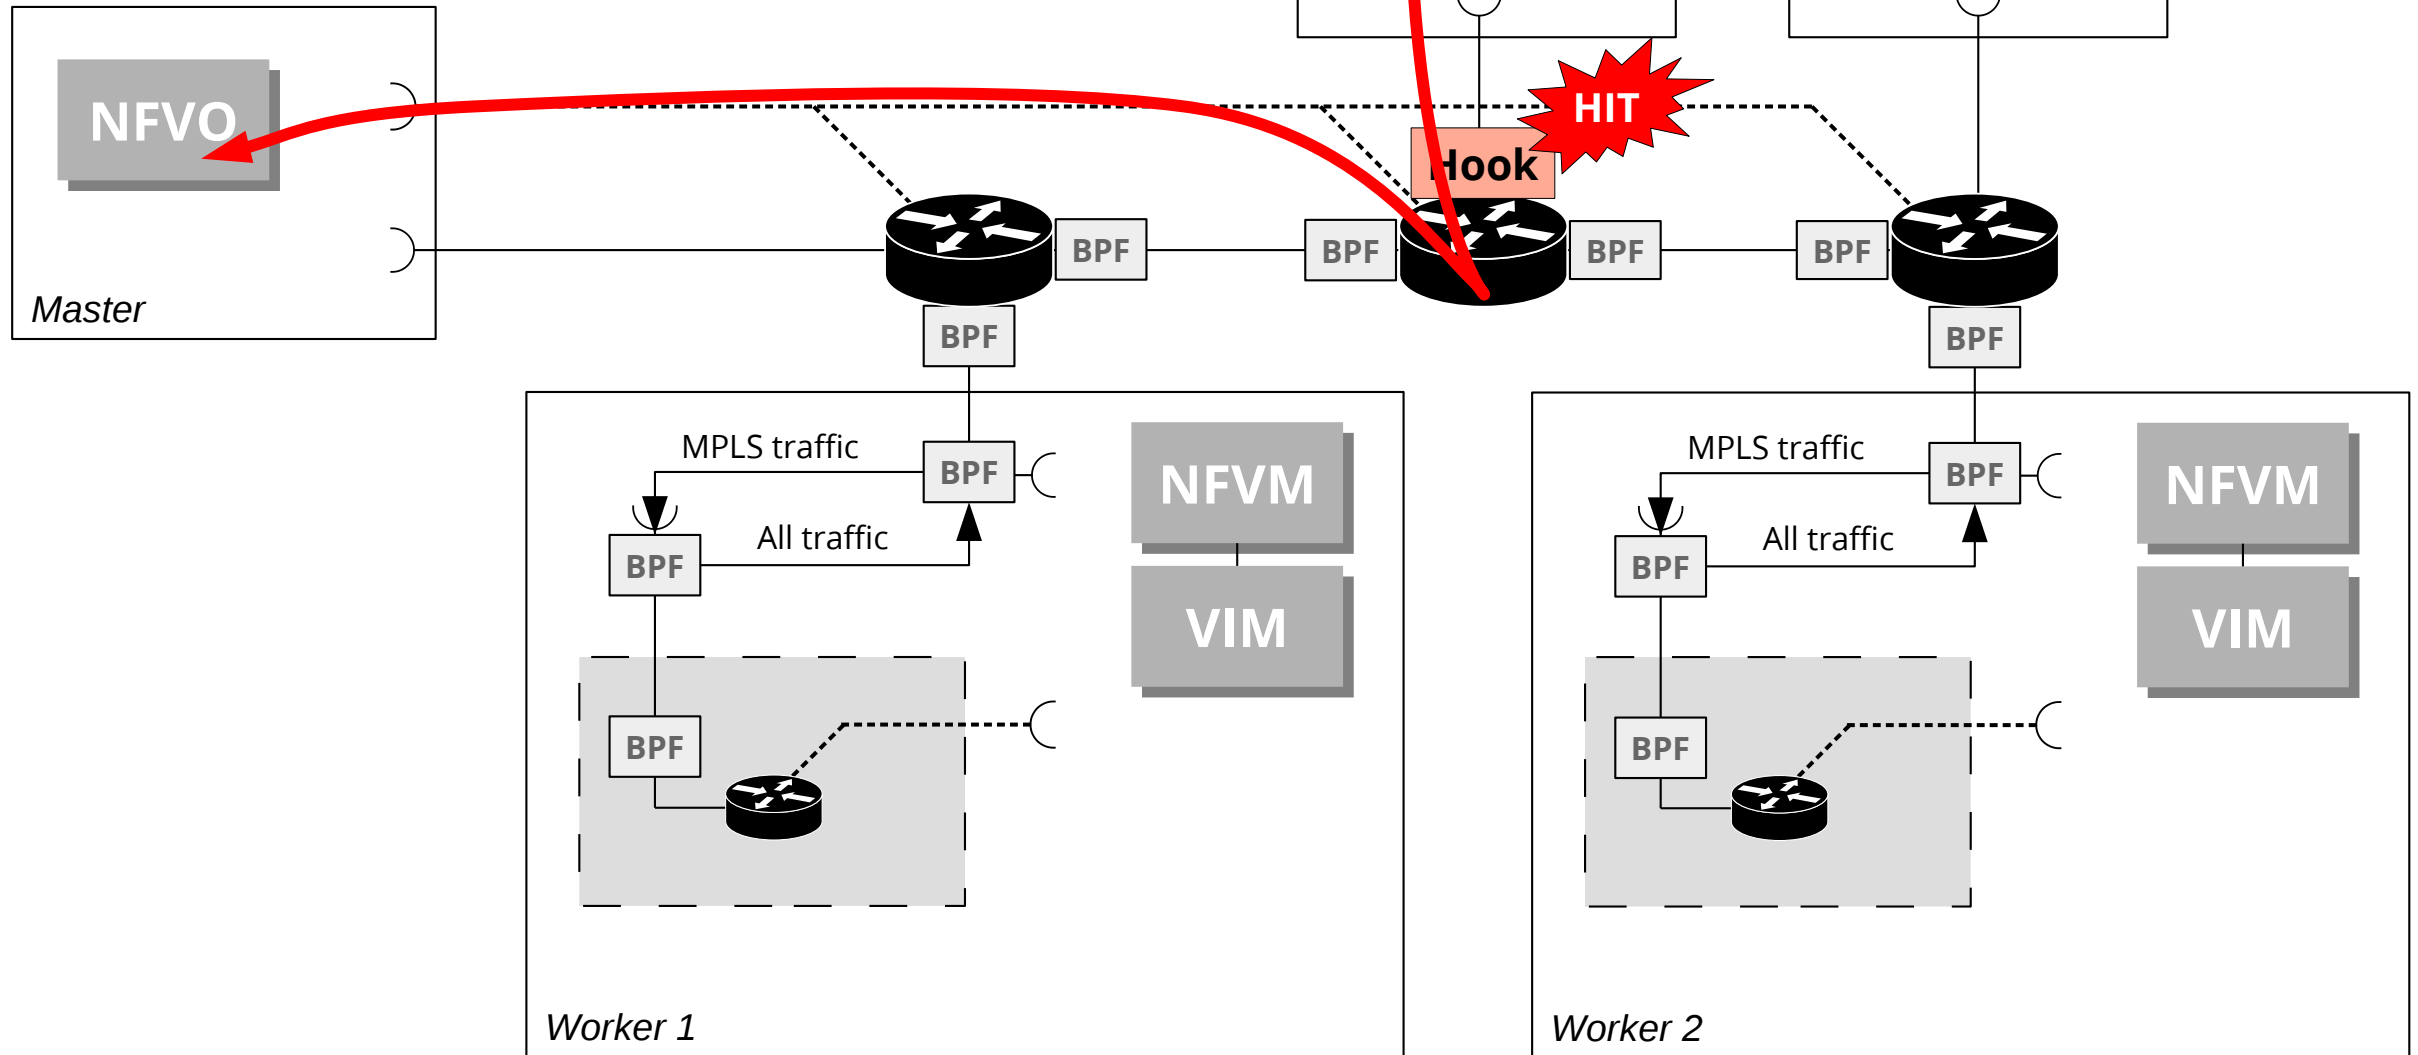 NFVO
HIT
Hook
BPF
BPF
BPF
BPF
Master
BPF
BPF
MPLS traffic
BPF
NFVM
MPLS traffic
BPF
NFVM
All traffic
All traffic
BPF
BPF
VIM
VIM
BPF
BPF
Worker 1
Worker 2